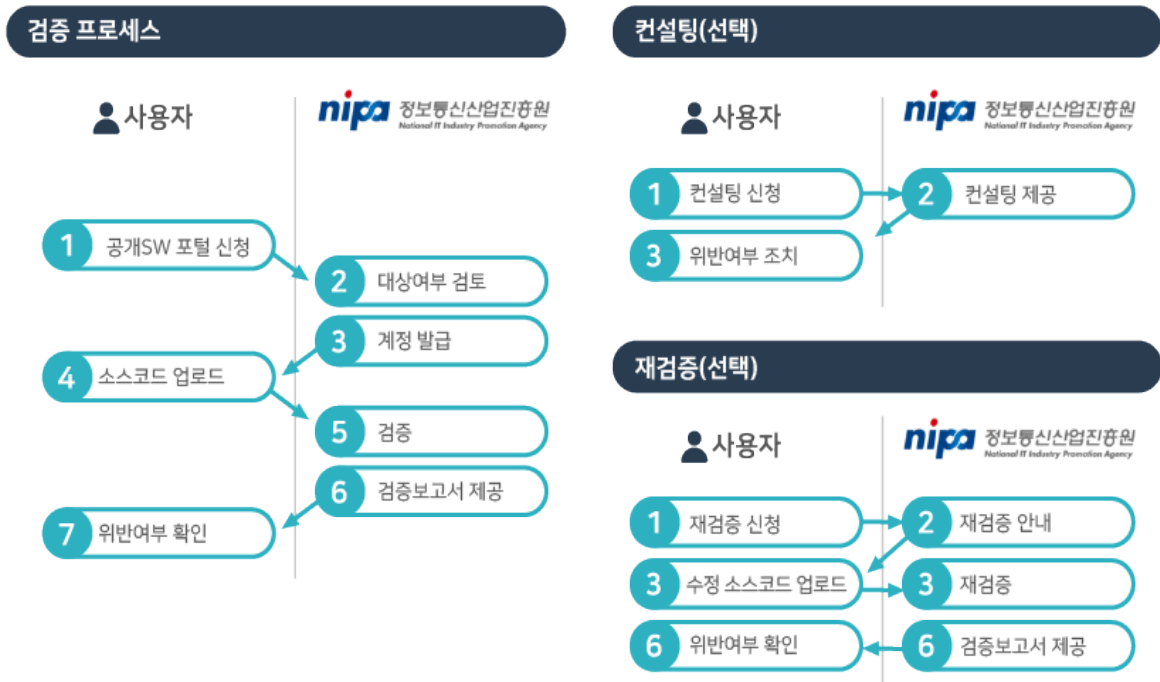 검증 프로세스
사용자
nipa 정보통신산업진흥원
National IT Industry Promotion Agency
1 공개SW 포털 신청
2 대상여부 검토
3 계정 발급
4 소스코드 업로드
5 검증
6 검증보고서 제공
7 위반여부 확인
컨설팅(선택)
사용자
nipa 정보통신산업진흥원
National IT Industry Promotion Agency
1 컨설팅 신청
2 컨설팅 제공
3 위반여부 조치
재검증(선택)
사용자
nipa 정보통신산업진흥원
National IT Industry Promotion Agency
1 재검증 신청
2 재검증 안내
3 수정 소스코드 업로드
3 재검증
6 위반여부 확인
6 검증보고서 제공